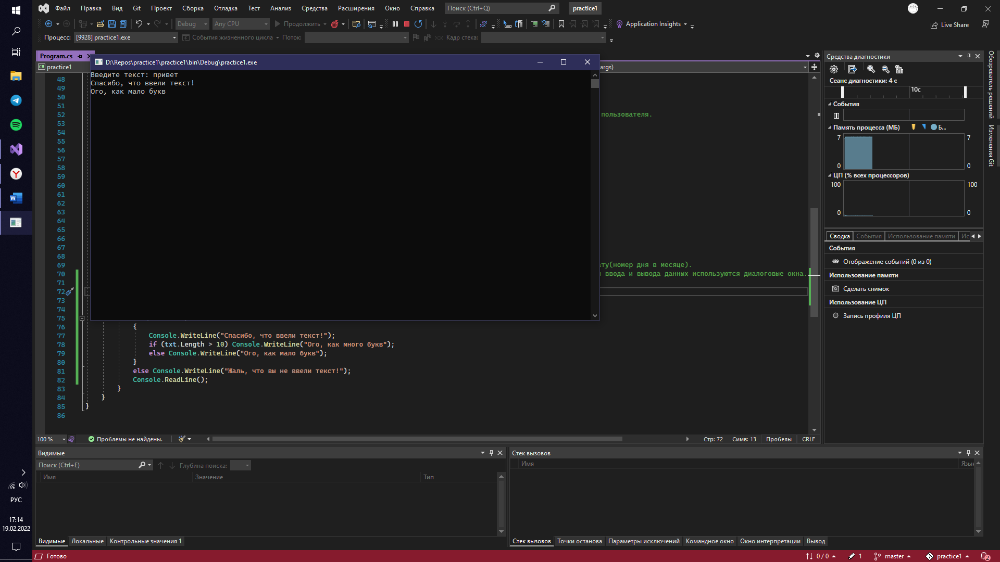 Файл Правка Вид Git Проект Сборка Отладка Тест Анализ Средства Расширения Окно Справка Поиск (Ctrl+Q) practice1
Debug Any CPU Продолжить Application Insights Live Share
Процесс: [9928] practice1.exe События жизненного цикла Поток: Кадр стека:
Program.cs
practice1
args)
D:\Repos\practice1\practice1\bin\Debug\practice1.exe
Введите текст: привет
Спасибо, что ввели текст!
Ого, как мало букв
48
49
50
51
52 пользователя.
53
54
55
56
57
58
59
60
61
62
63
64
65
66
67
68
69 ту(номер дня в месяце).
70 ввода и вывода данных используются диалоговые окна.
71
72
73
74
75
76 {
77 Console.WriteLine("Спасибо, что ввели текст!");
78 if (txt.Length > 10) Console.WriteLine("Ого, как много букв");
79 else Console.WriteLine("Ого, как мало букв");
80 }
81 else Console.WriteLine("Жаль, что вы не ввели текст!");
82 Console.ReadLine();
83 }
84 }
85 }
86
100 % Проблемы не найдены. Стр: 72 Симв: 13 Пробелы CRLF
Средства диагностики
Сеанс диагностики: 4 с
10с
События
Память процесса (МБ) Б...
7 7
0 0
ЦП (% всех процессоров)
100 100
0 0
Сводка События Использование памяти Ис
События
Отображение событий (0 из 0)
Использование памяти
Сделать снимок
Использование ЦП
Запись профиля ЦП
Обозреватель решений
Изменения Git
Видимые
Поиск (Ctrl+E) Глубина поиска:
Имя Значение Тип
Видимые Локальные Контрольные значения 1
Стек вызовов
Имя Язык
Стек вызовов Точки останова Параметры исключений Командное окно Окно интерпретации Вывод
РУС
17:14
19.02.2022
Готово 0 / 0 1 master practice1 2